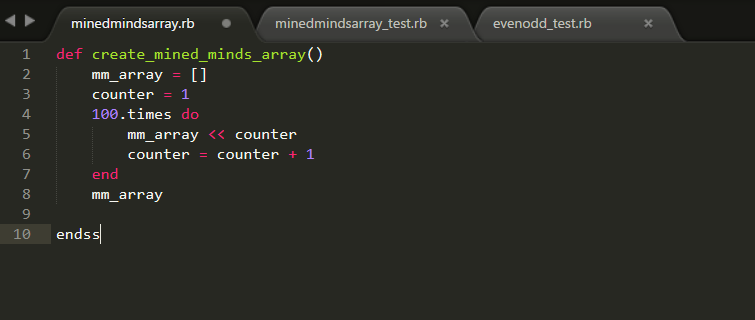 minedmindsarray.rb minedmindsarray_test.rb evenodd_test.rb
1 def create_mined_minds_array()
2     mm_array = []
3     counter = 1
4     100.times do
5         mm_array << counter
6         counter = counter + 1
7     end
8     mm_array
9
10 endss